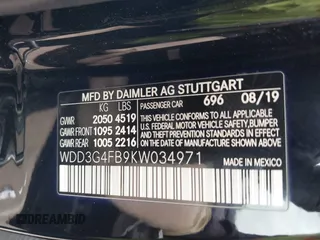 MFD BY DAIMLER AG STUTTGART
KG LBS PASSENGER CAR 696 08/19
GVWR 2050 4519 THIS VEHICLE CONFORMS TO ALL
GAWR FRONT 1095 2414 APPLICABLE U.S. FEDERAL MOTOR
GAWR REAR 1005 2216 VEHICLE SAFETY, BUMPER
AND THEFT PREVENTION STANDARDS
IN EFFECT ON THE DATE OF
MANUFACTURE SHOWN ABOVE.
WDD3G4FB9KW034971
MADE IN MEXICO
DREAMBID